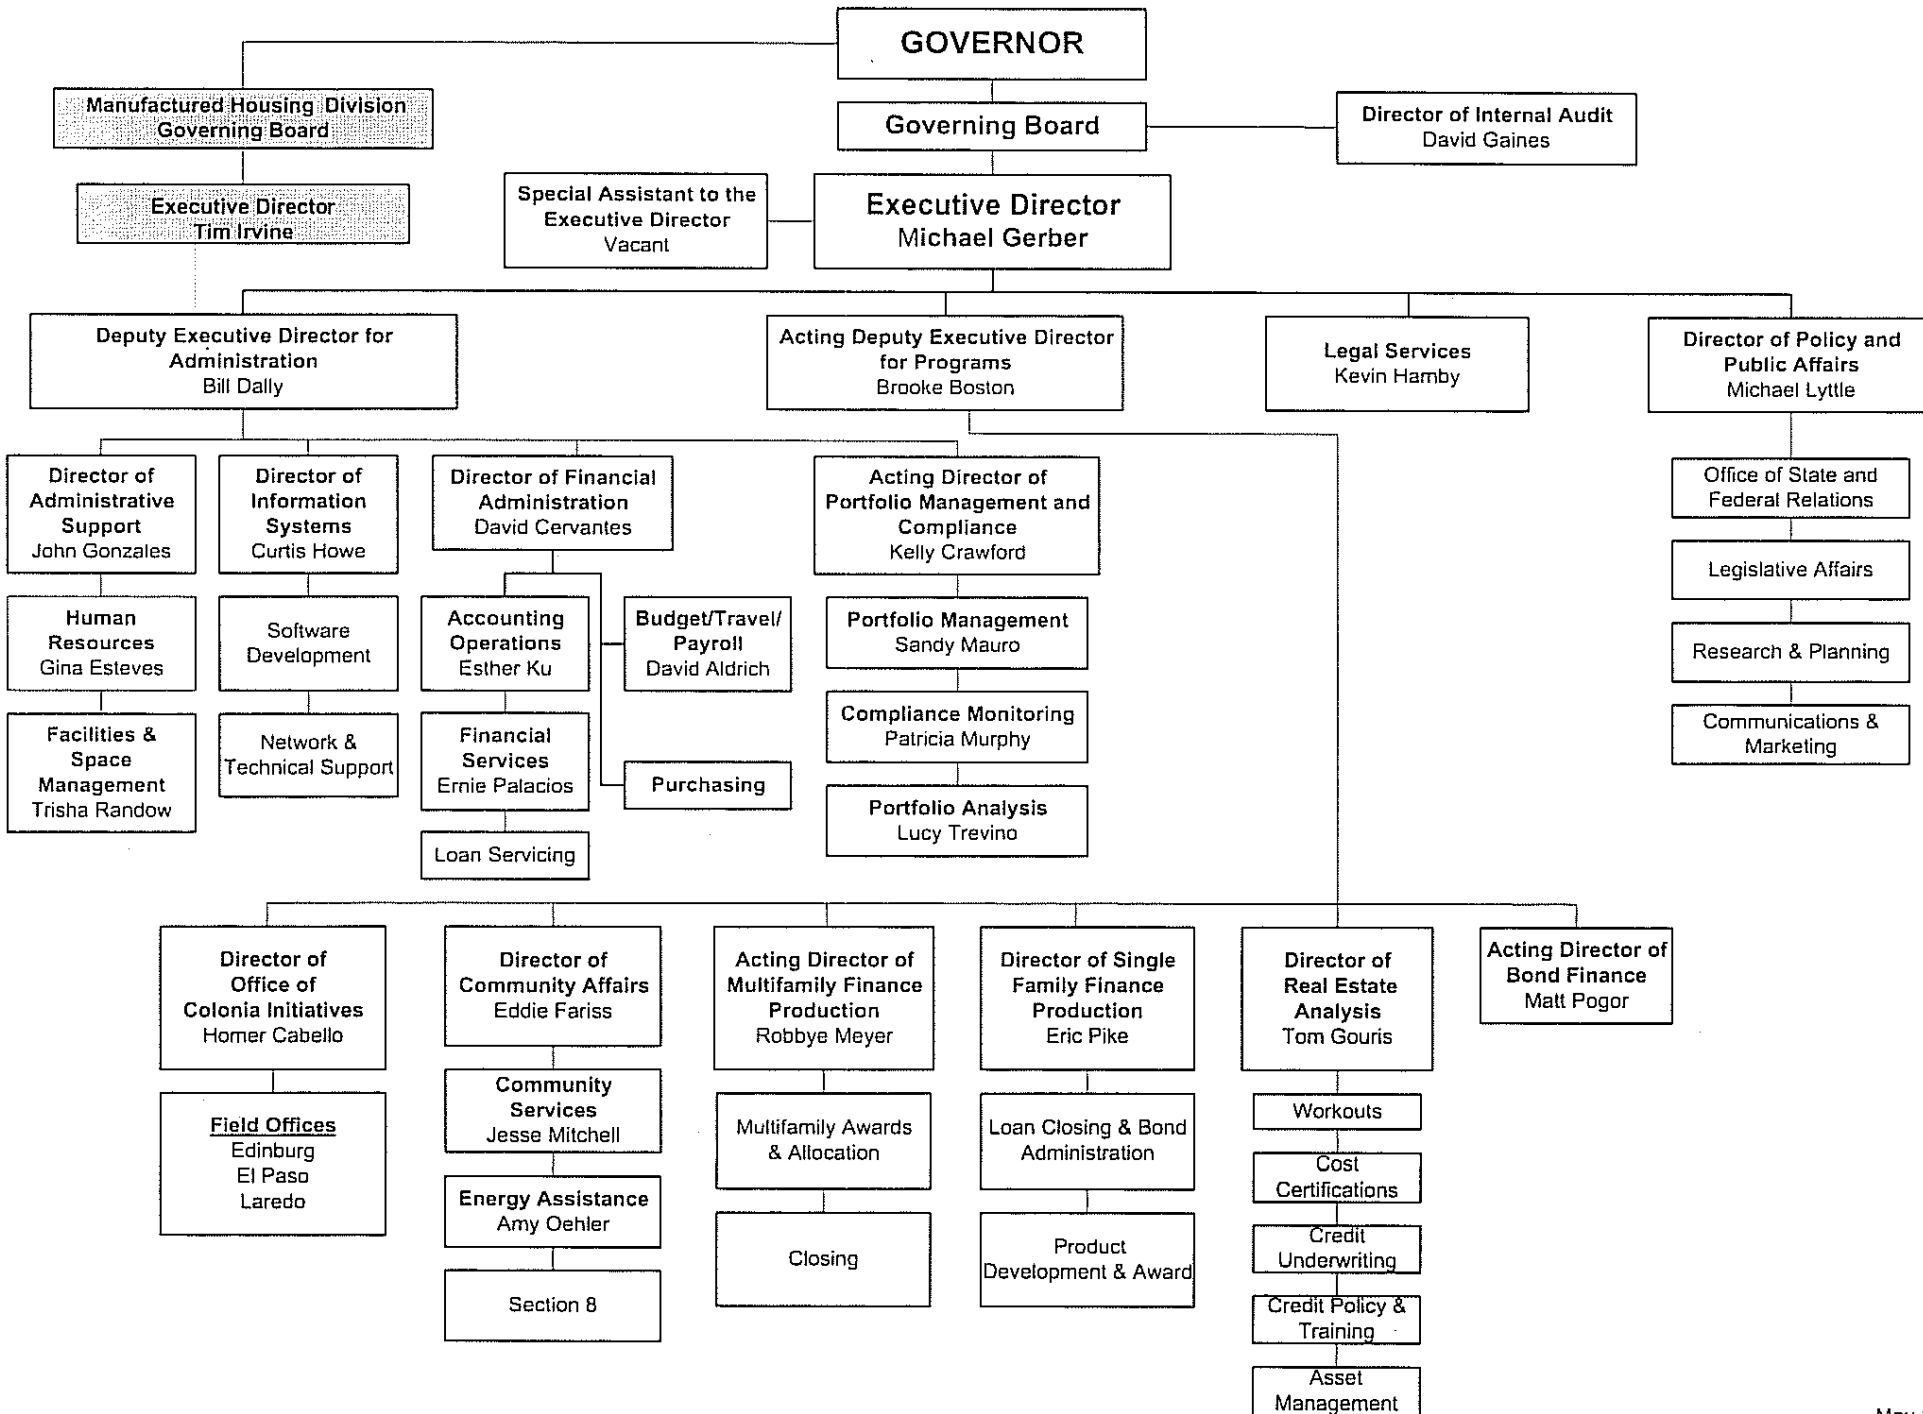 GOVERNOR
Manufactured Housing Division
Governing Board
Governing Board
Director of Internal Audit
David Gaines
Executive Director
Tim Irvine
Special Assistant to the
Executive Director
Vacant
Executive Director
Michael Gerber
Deputy Executive Director for
Administration
Bill Dally
Acting Deputy Executive Director
for Programs
Brooke Boston
Legal Services
Kevin Hamby
Director of Policy and
Public Affairs
Michael Lyttle
Director of
Administrative
Support
John Gonzales
Director of
Information
Systems
Curtis Howe
Director of Financial
Administration
David Cervantes
Acting Director of
Portfolio Management and
Compliance
Kelly Crawford
Office of State and
Federal Relations
Legislative Affairs
Research & Planning
Communications &
Marketing
Human
Resources
Gina Esteves
Facilities &
Space
Management
Trisha Randow
Software
Development
Network &
Technical Support
Accounting
Operations
Esther Ku
Financial
Services
Ernie Palacios
Loan Servicing
Budget/Travel/
Payroll
David Aldrich
Purchasing
Portfolio Management
Sandy Mauro
Compliance Monitoring
Patricia Murphy
Portfolio Analysis
Lucy Trevino
Director of
Office of
Colonia Initiatives
Homer Cabello
Field Offices
Edinburg
El Paso
Laredo
Director of
Community Affairs
Eddie Fariss
Community
Services
Jesse Mitchell
Energy Assistance
Amy Oehler
Section 8
Acting Director of
Multifamily Finance
Production
Robbye Meyer
Multifamily Awards
& Allocation
Closing
Director of Single
Family Finance
Production
Eric Pike
Loan Closing & Bond
Administration
Product
Development & Award
Director of
Real Estate
Analysis
Tom Gouris
Workouts
Cost
Certifications
Credit
Underwriting
Credit Policy &
Training
Asset
Management
Acting Director of
Bond Finance
Matt Pogor